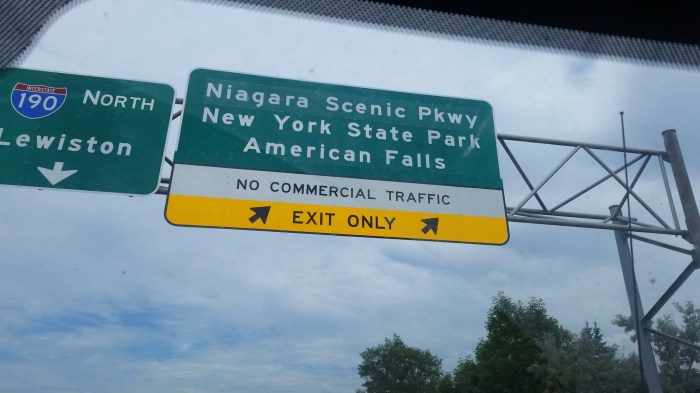 INTERSTATE
190
NORTH
Lewiston
Niagara Scenic Pkwy
New York State Park
American Falls
NO COMMERCIAL TRAFFIC
EXIT ONLY